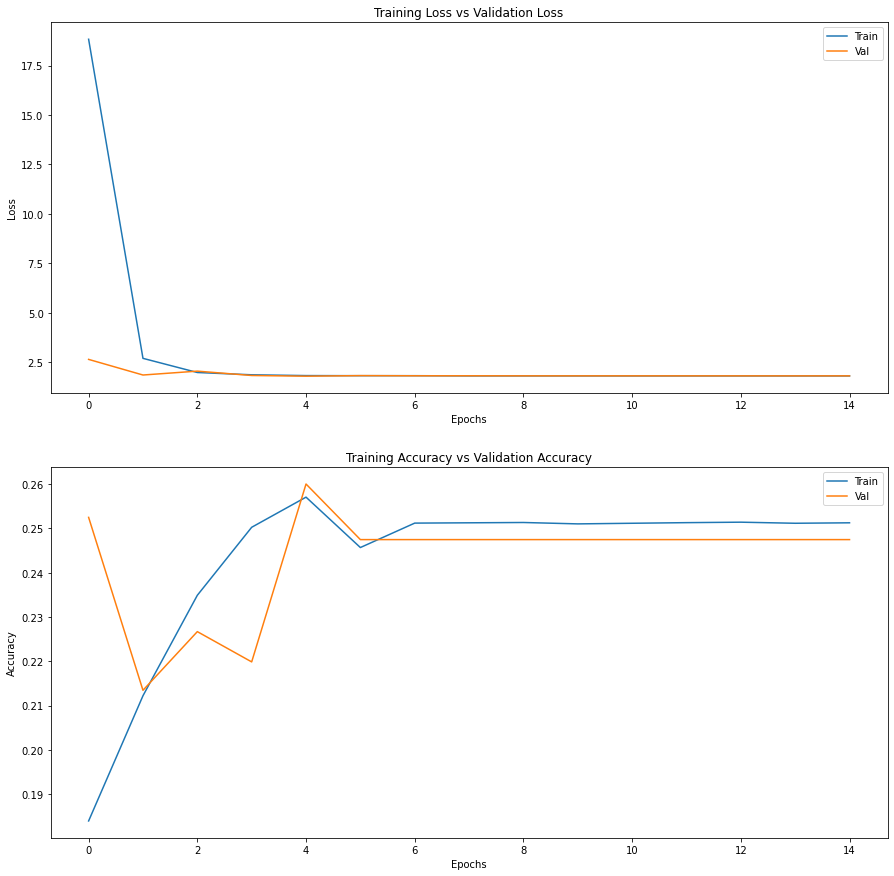 Training Loss vs Validation Loss
Train
Val
17.5
15.0
12.5
10.0
7.5
5.0
2.5
Loss
0 2 4 6 8 10 12 14
Epochs
Training Accuracy vs Validation Accuracy
Train
Val
0.26
0.25
0.24
0.23
0.22
0.21
0.20
0.19
Accuracy
0 2 4 6 8 10 12 14
Epochs